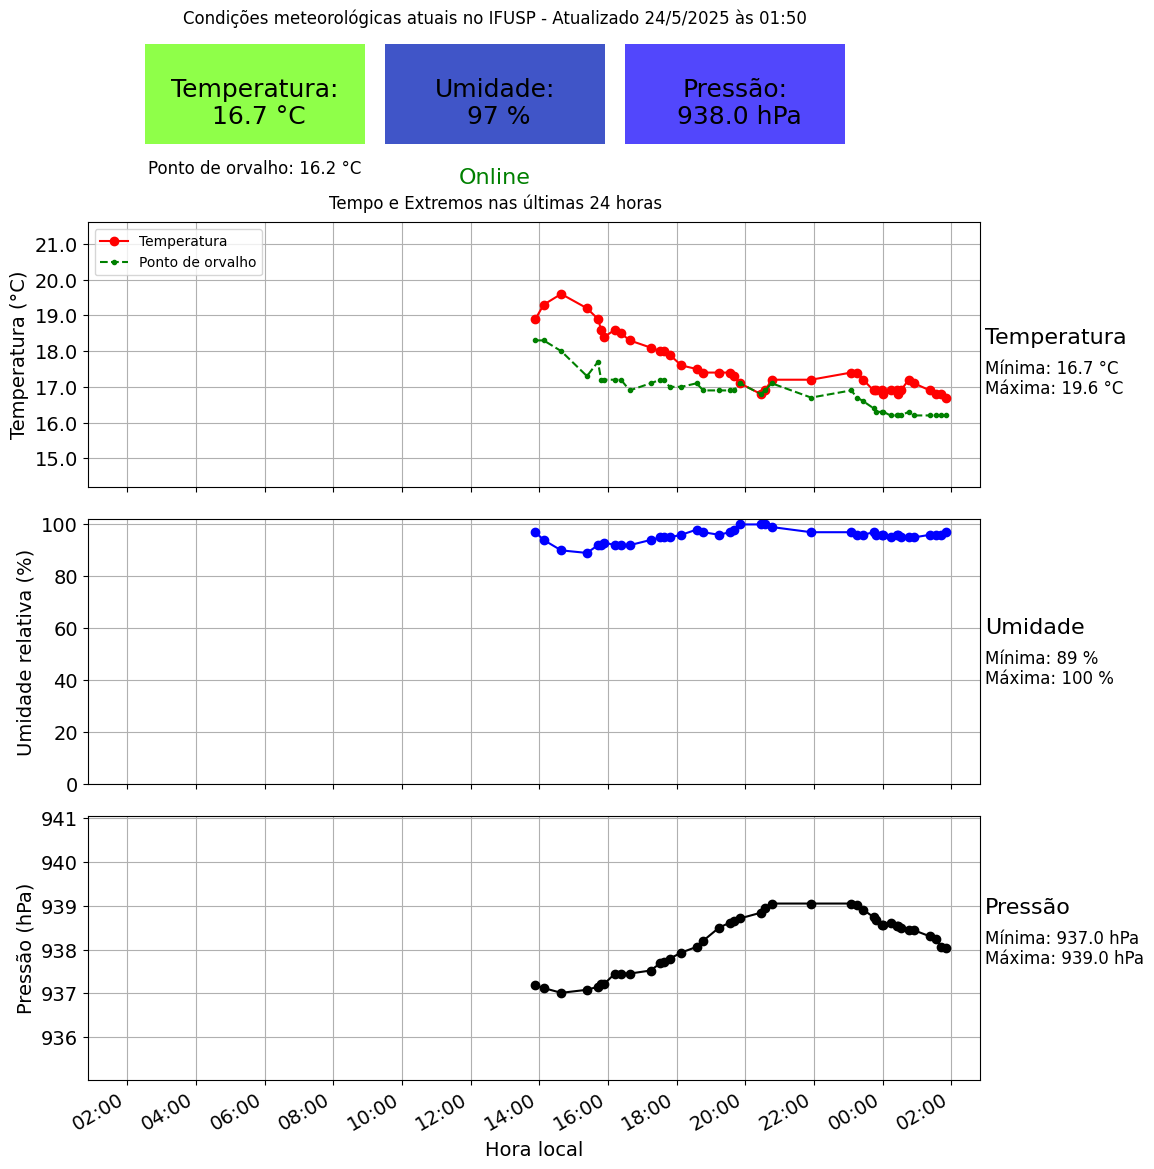 Condições meteorológicas atuais no IFUSP - Atualizado 24/5/2025 às 01:50
Temperatura:
16.7 °C
Umidade:
97 %
Pressão:
938.0 hPa
Ponto de orvalho: 16.2 °C
Online
Tempo e Extremos nas últimas 24 horas
Temperatura (°C)
21.0
20.0
19.0
18.0
17.0
16.0
15.0
Temperatura
Ponto de orvalho
Temperatura
Mínima: 16.7 °C
Máxima: 19.6 °C
Umidade relativa (%)
100
80
60
40
20
0
Umidade
Mínima: 89 %
Máxima: 100 %
Pressão (hPa)
941
940
939
938
937
936
Pressão
Mínima: 937.0 hPa
Máxima: 939.0 hPa
02:00 04:00 06:00 08:00 10:00 12:00 14:00 16:00 18:00 20:00 22:00 00:00 02:00
Hora local